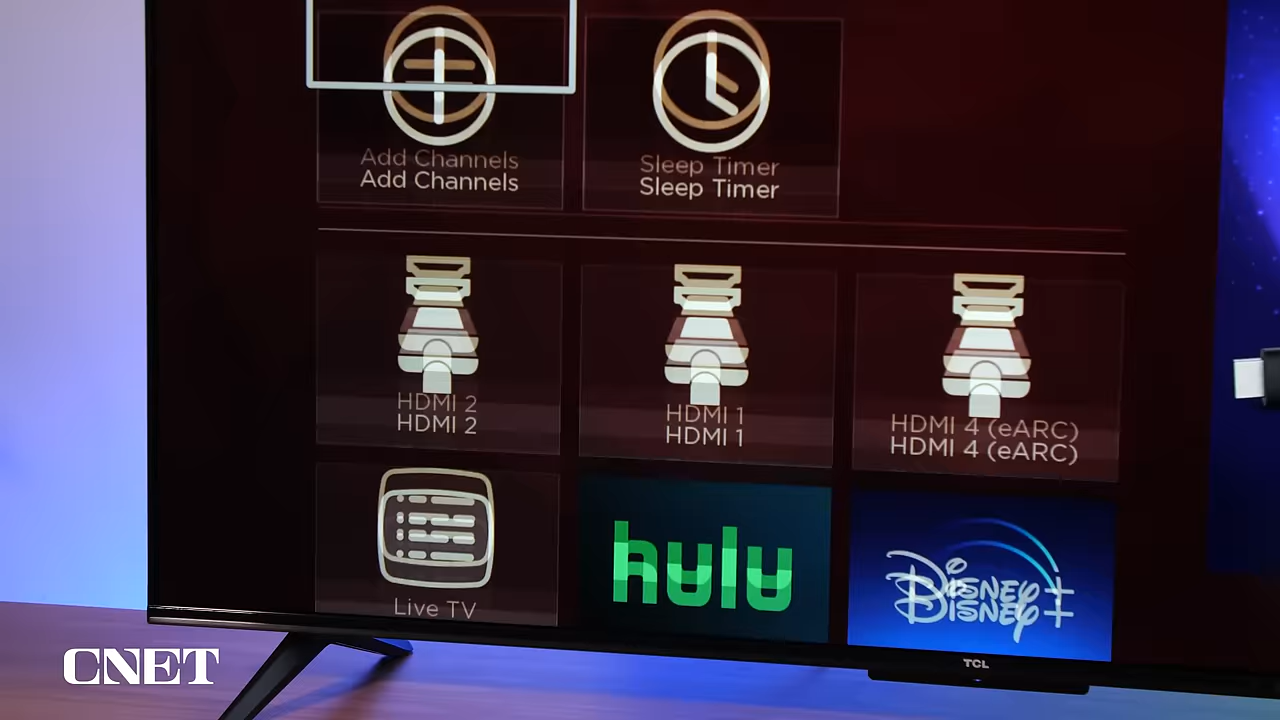 Add Channels
Add Channels
Sleep Timer
Sleep Timer
HDMI 2
HDMI 2
HDMI 1
HDMI 1
HDMI 4 (eARC)
HDMI 4 (eARC)
Live TV
hulu
Disney+
Disney+
TCL
CNET